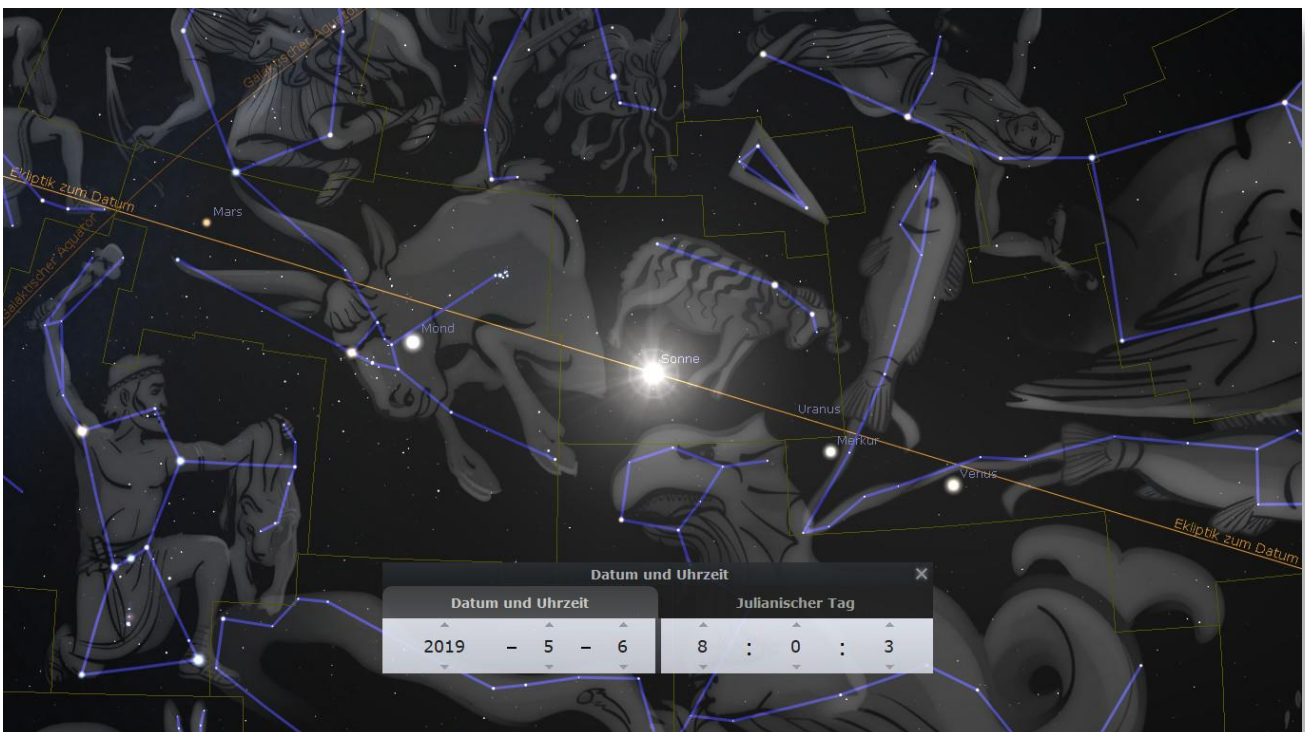 Galaktischer Äquator
Ekliptik zum Datum
Mars
Galaktischer Äquator
Mond
Sonne
Uranus
Merkur
Venus
Ekliptik zum Datum
Datum und Uhrzeit ×
Datum und Uhrzeit Julianischer Tag
2019 – 5 – 6 8 : 0 : 3